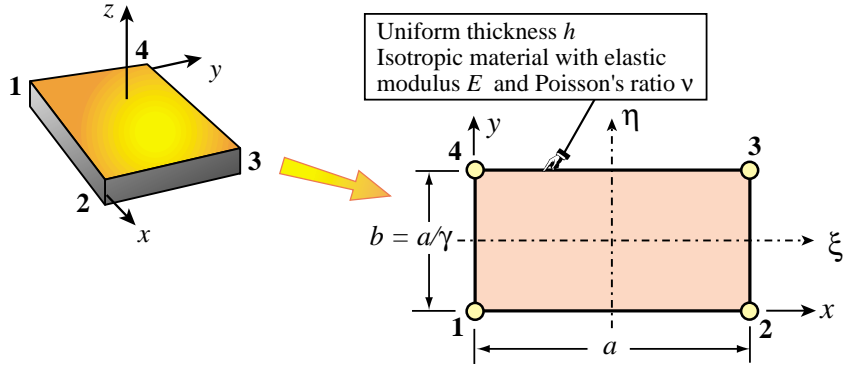 z
4
y
1
3
2
x
Uniform thickness h
Isotropic material with elastic
modulus E and Poisson's ratio ν
y
η
4
3
b = a/γ
ξ
1
2
x
a